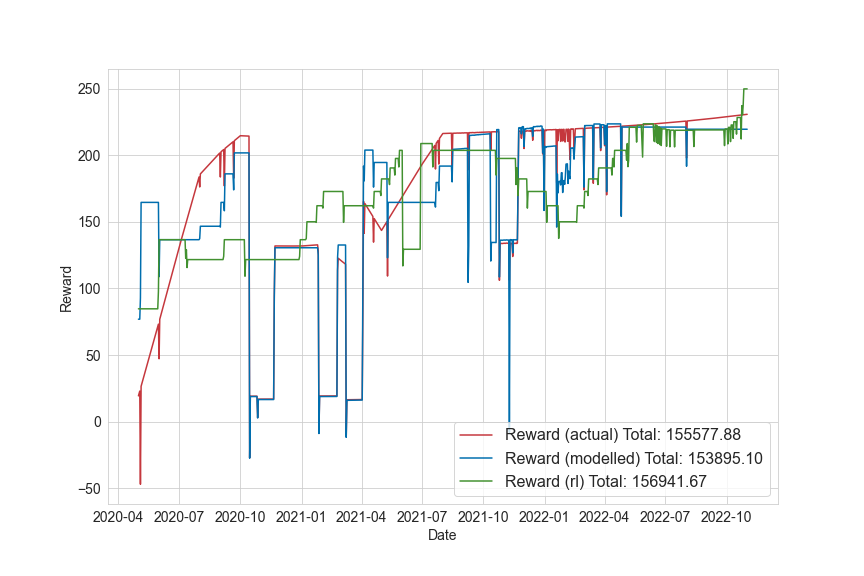 250
200
150
100
50
0
−50
Reward
2020-04 2020-07 2020-10 2021-01 2021-04 2021-07 2021-10 2022-01 2022-04 2022-07 2022-10
Date
Reward (actual) Total: 155577.88
Reward (modelled) Total: 153895.10
Reward (rl) Total: 156941.67